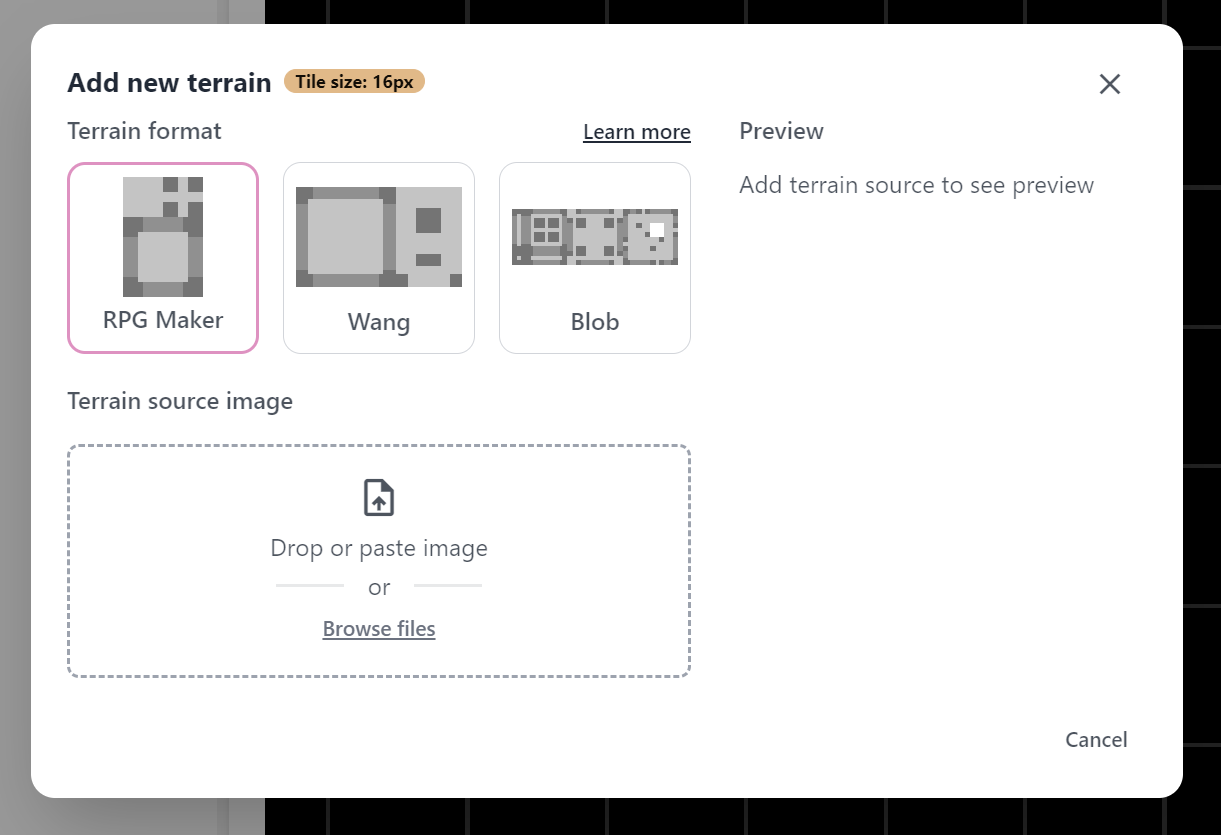 Add new terrain Tile size: 16px
Terrain format Learn more
RPG Maker Wang Blob
Terrain source image
Drop or paste image
or
Browse files
Preview
Add terrain source to see preview
Cancel